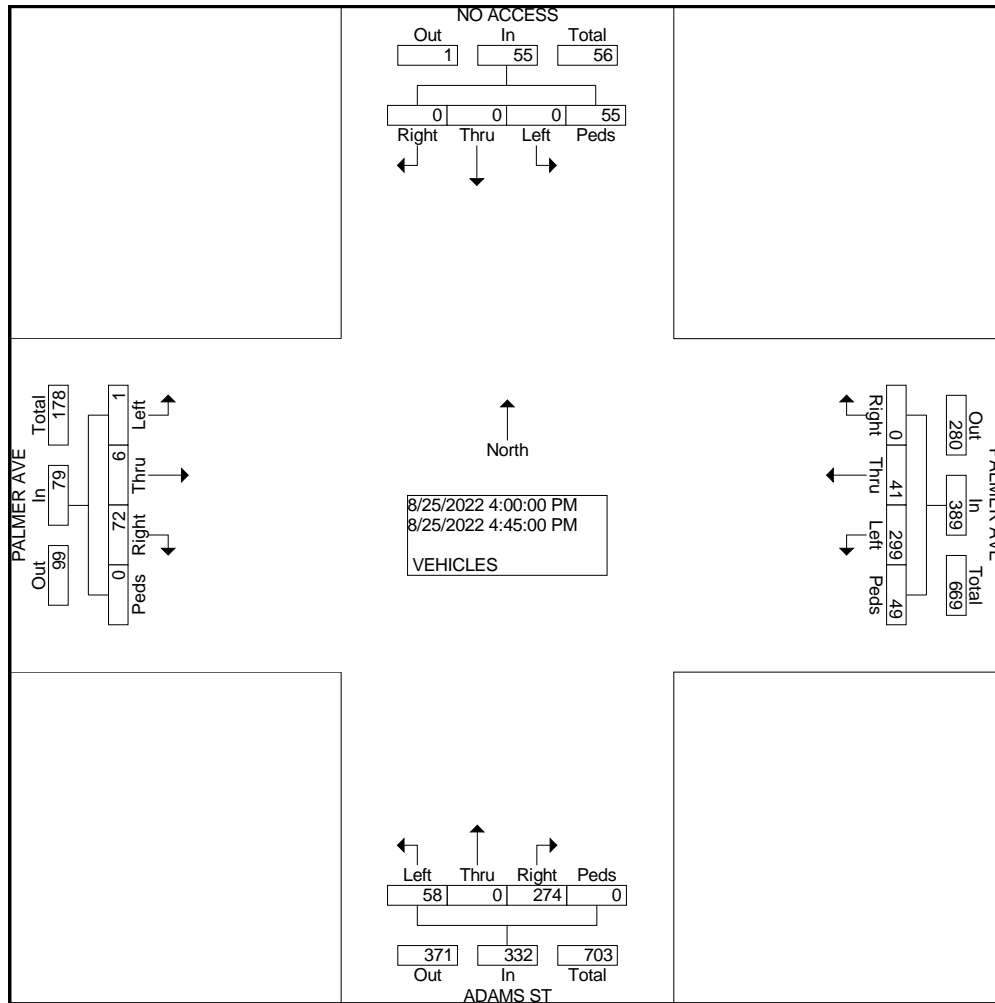 NO ACCESS
Out In Total
1 55 56
0 0 0 55
Right Thru Left Peds
PALMER AVE
Total In Out
178 79 99
1 6 72 0
Left Thru Right Peds
North
8/25/2022 4:00:00 PM
8/25/2022 4:45:00 PM
VEHICLES
Right Thru Left Peds
0 41 299 49
280 389 669
Out In Total
PALMER AVE
Left Thru Right Peds
58 0 274 0
371 332 703
Out In Total
ADAMS ST